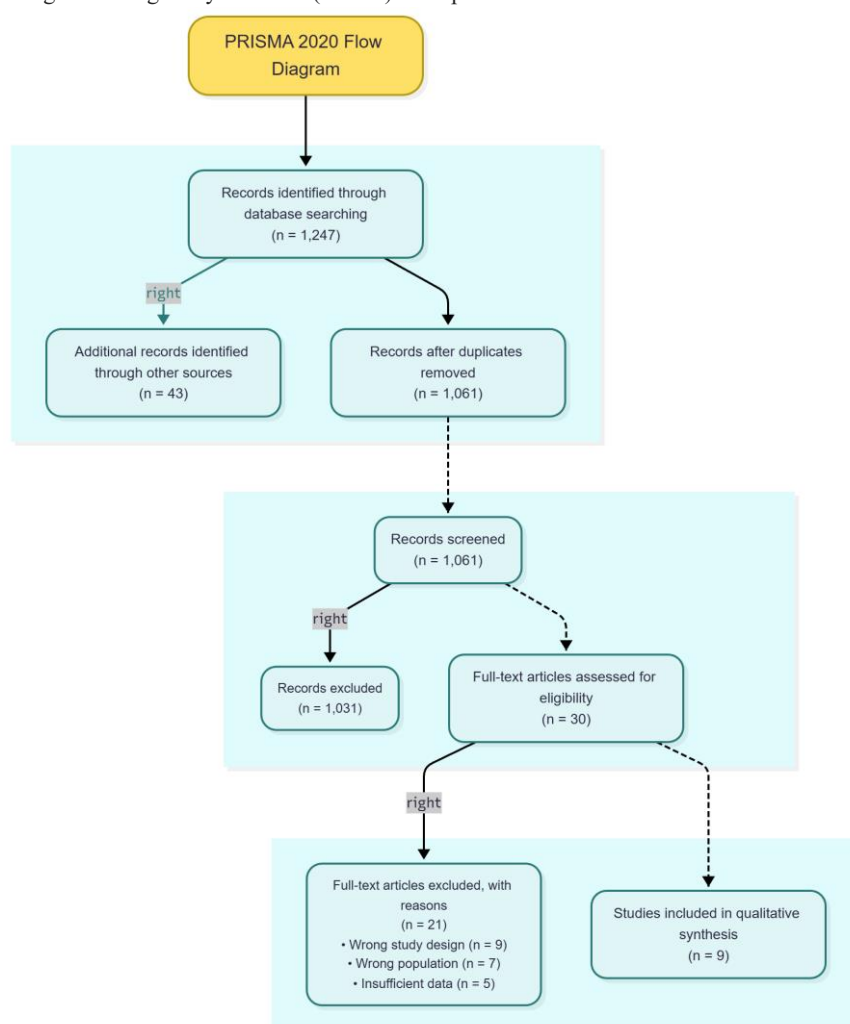 PRISMA 2020 Flow
Diagram
Records identified through
database searching
(n = 1,247)
right
Additional records identified
through other sources
(n = 43)
Records after duplicates
removed
(n = 1,061)
Records screened
(n = 1,061)
right
Records excluded
(n = 1,031)
Full-text articles assessed for
eligibility
(n = 30)
right
Full-text articles excluded, with
reasons
(n = 21)
• Wrong study design (n = 9)
• Wrong population (n = 7)
• Insufficient data (n = 5)
Studies included in qualitative
synthesis
(n = 9)